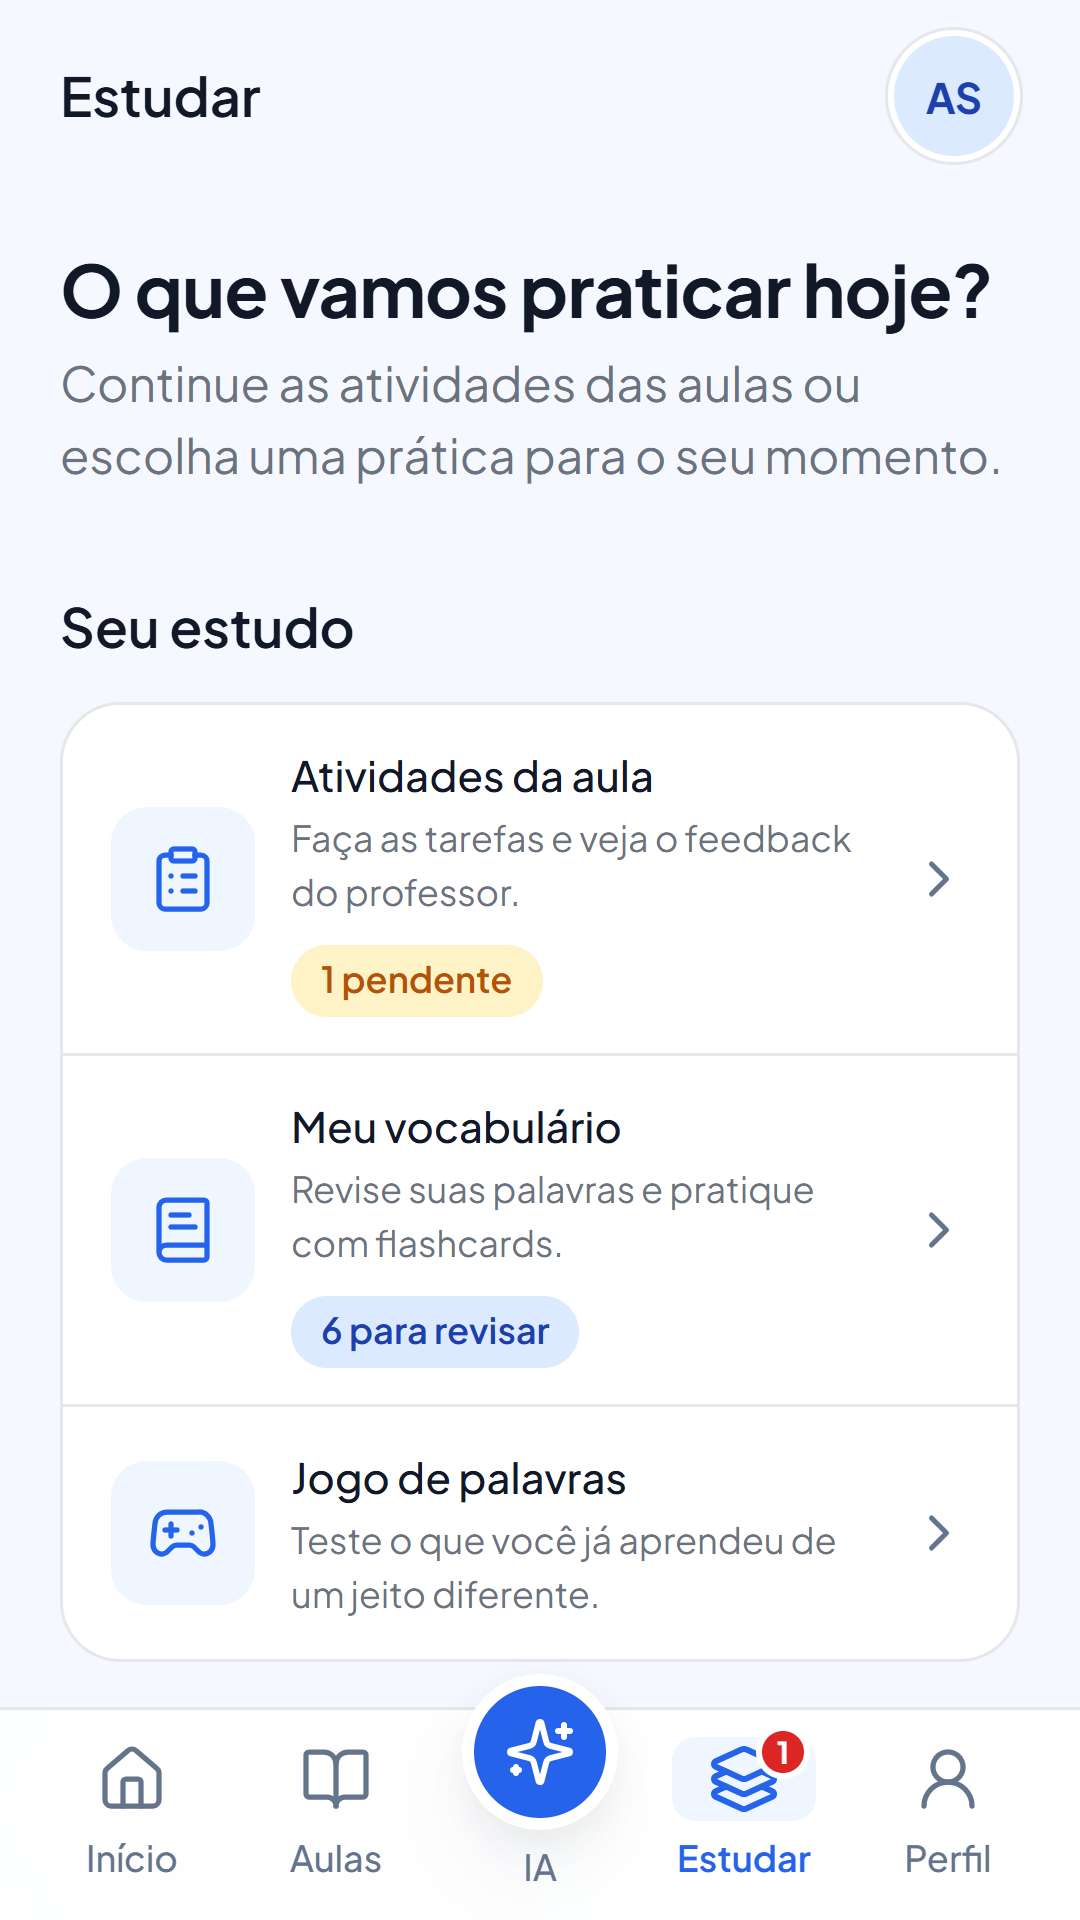 Estudar
AS
O que vamos praticar hoje?
Continue as atividades das aulas ou
escolha uma prática para o seu momento.
Seu estudo
Atividades da aula
Faça as tarefas e veja o feedback
do professor.
1 pendente
Meu vocabulário
Revise suas palavras e pratique
com flashcards.
6 para revisar
Jogo de palavras
Teste o que você já aprendeu de
um jeito diferente.
1
Início
Aulas
IA
Estudar
Perfil